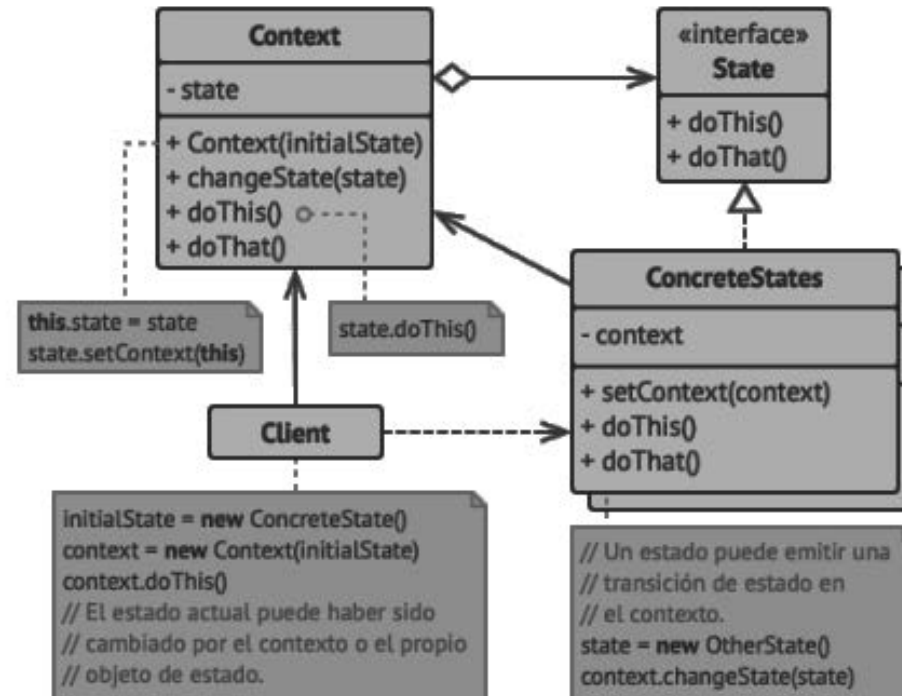 Context
- state
+ Context(initialState)
+ changeState(state)
+ doThis()
+ doThat()
«interface»
State
+ doThis()
+ doThat()
this.state = state
state.setContext(this)
state.doThis()
ConcreteStates
- context
+ setContext(context)
+ doThis()
+ doThat()
Client
initialState = new ConcreteState()
context = new Context(initialState)
context.doThis()
// El estado actual puede haber sido
// cambiado por el contexto o el propio
// objeto de estado.
// Un estado puede emitir una
// transición de estado en
// el contexto.
state = new OtherState()
context.changeState(state)